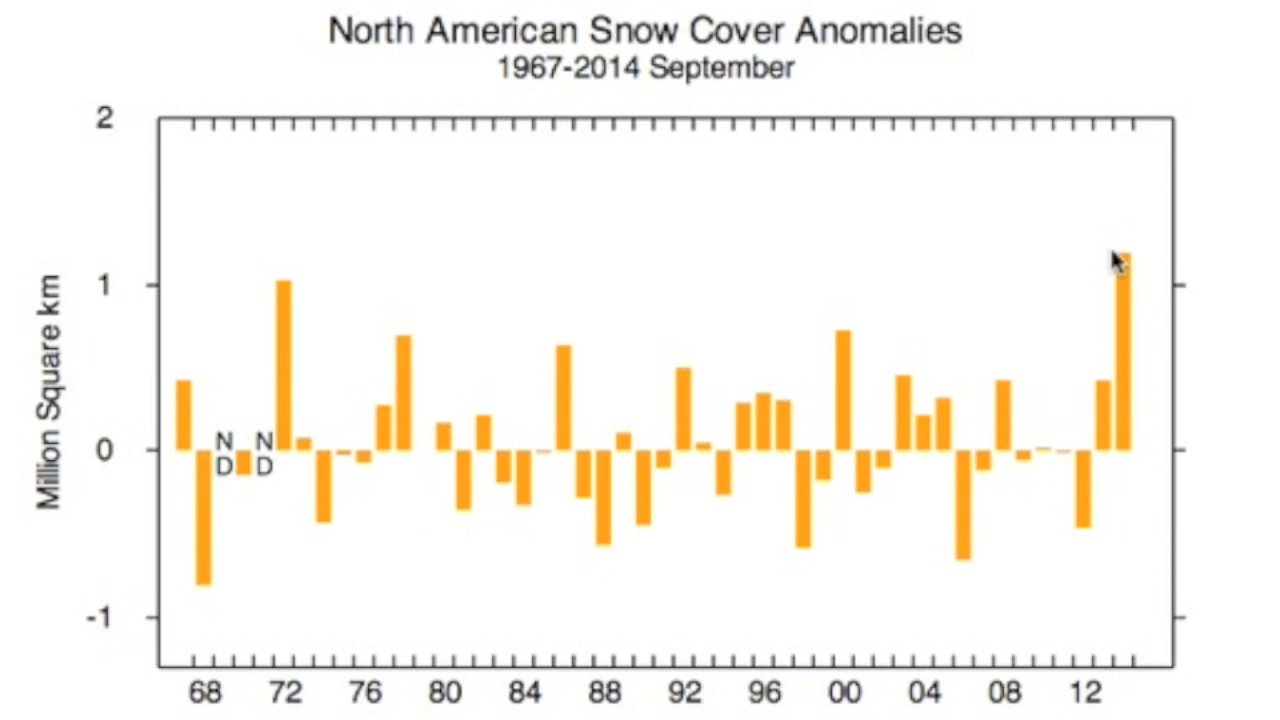 North American Snow Cover Anomalies
1967-2014 September
Million Square km
2
1
0
-1
N
D
N
D
68 72 76 80 84 88 92 96 00 04 08 12